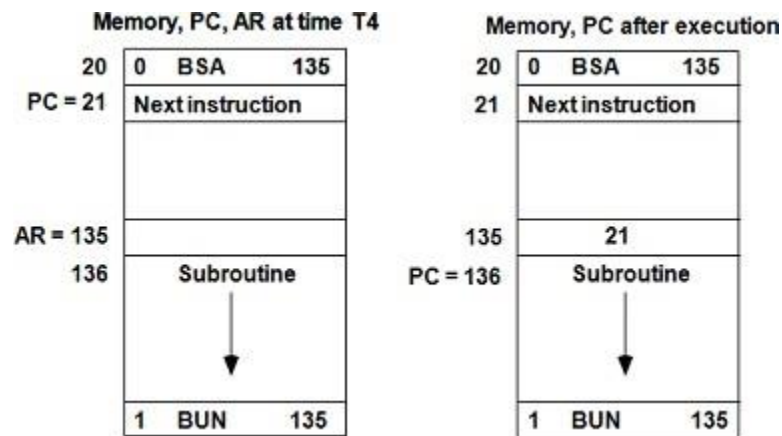 Memory, PC, AR at time T4
20 0 BSA 135
PC = 21 Next instruction
AR = 135
136 Subroutine
1 BUN 135
Memory, PC after execution
20 0 BSA 135
21 Next instruction
135 21
PC = 136 Subroutine
1 BUN 135